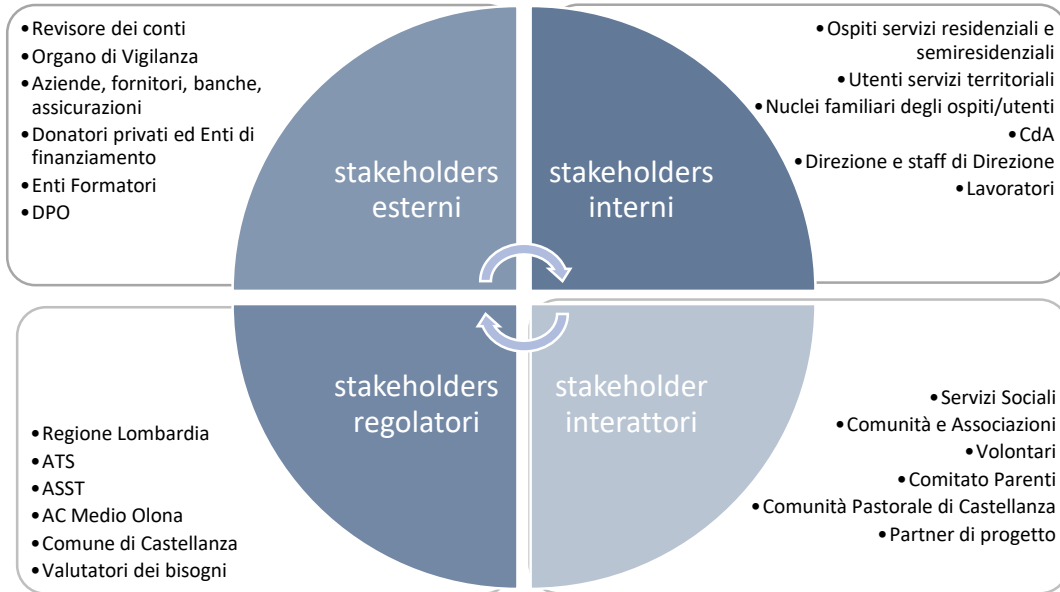 •Revisore dei conti
•Organo di Vigilanza
•Aziende, fornitori, banche,
assicurazioni
•Donatori privati ed Enti di
finanziamento
•Enti Formatori
•DPO
stakeholders
esterni
stakeholders
interni
•Ospiti servizi residenziali e
semiresidenziali
•Utenti servizi territoriali
•Nuclei familiari degli ospiti/utenti
•CdA
•Direzione e staff di Direzione
•Lavoratori
•Regione Lombardia
•ATS
•ASST
•AC Medio Olona
•Comune di Castellanza
•Valutatori dei bisogni
stakeholders
regolatori
stakeholder
interattori
•Servizi Sociali
•Comunità e Associazioni
•Volontari
•Comitato Parenti
•Comunità Pastorale di Castellanza
•Partner di progetto